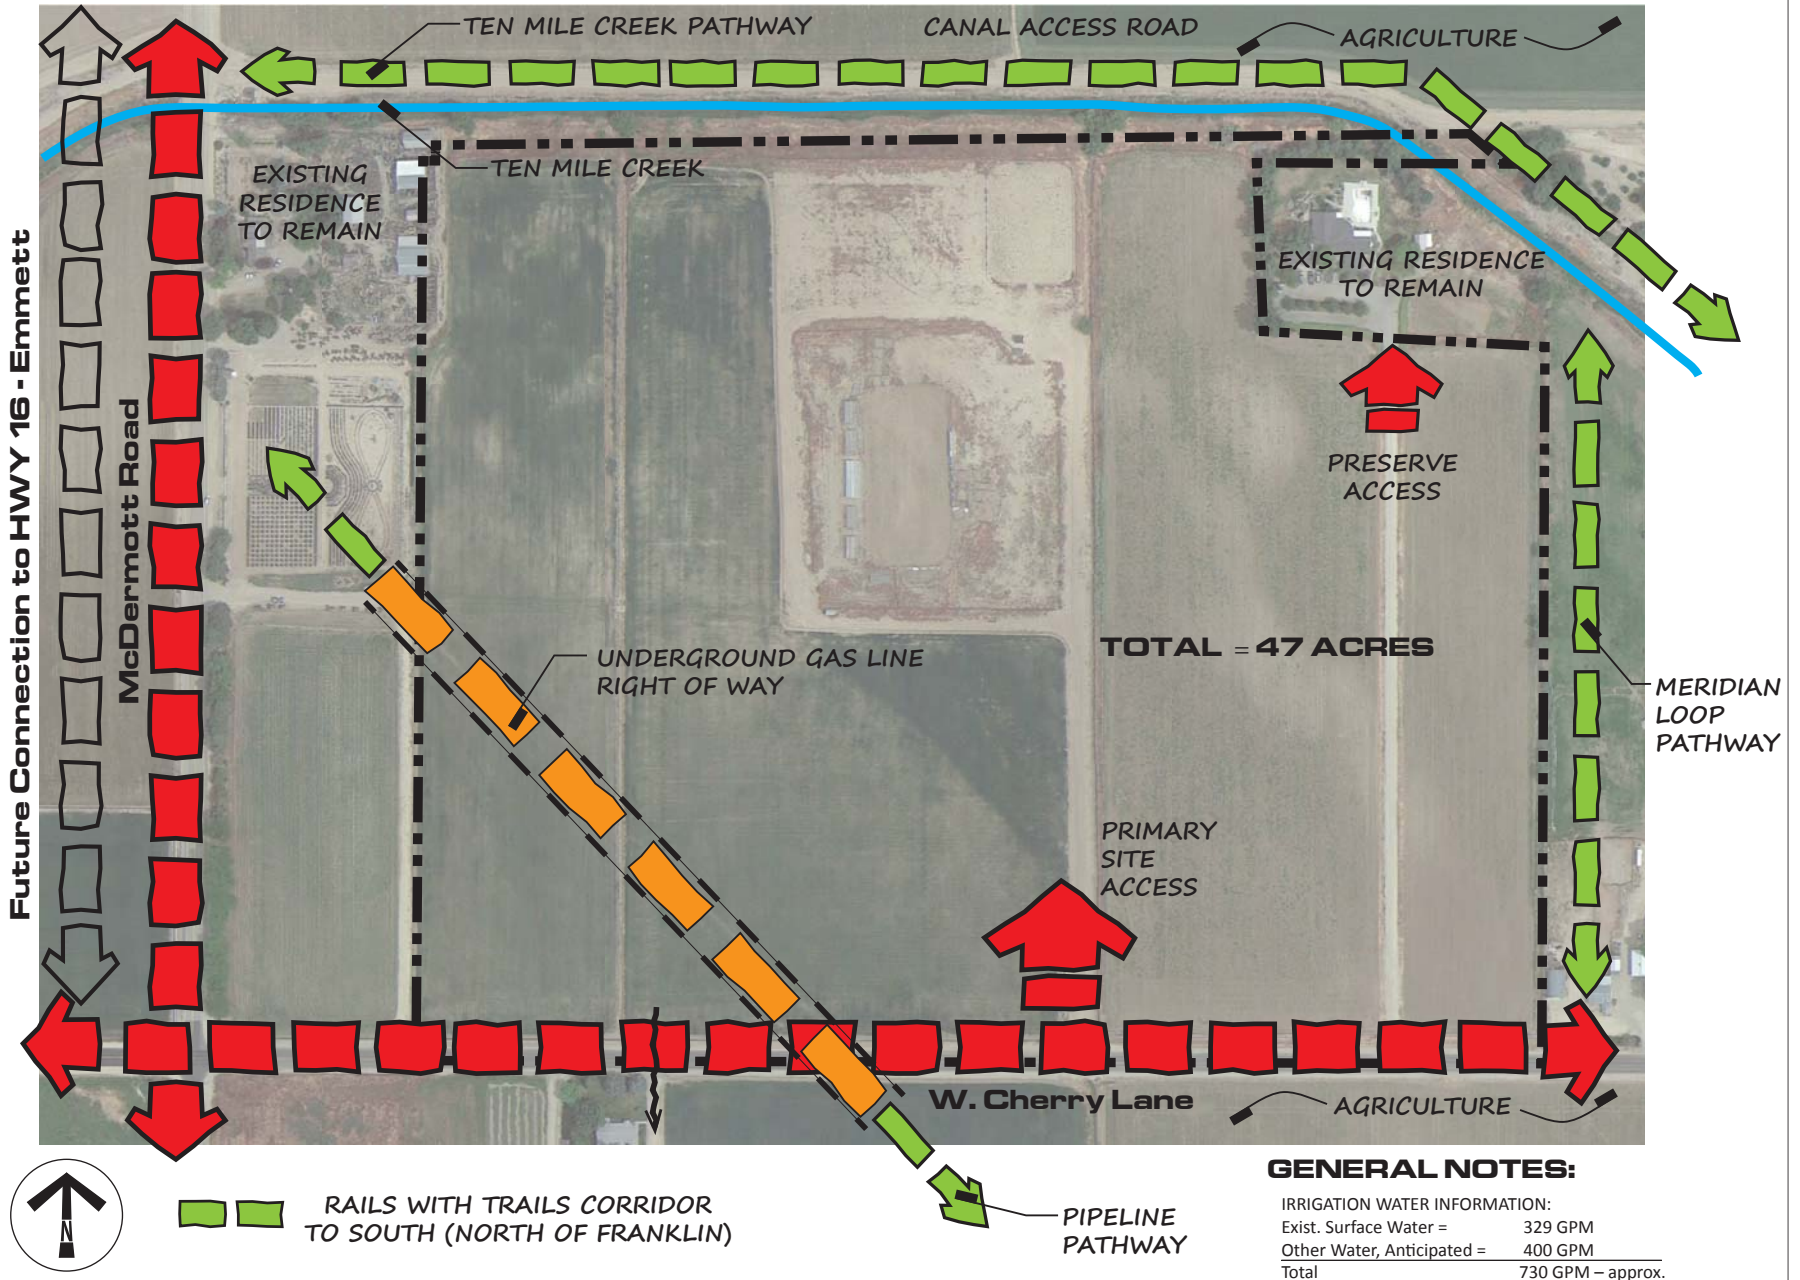 TEN MILE CREEK PATHWAY
CANAL ACCESS ROAD
AGRICULTURE
TEN MILE CREEK
EXISTING
RESIDENCE
TO REMAIN
EXISTING RESIDENCE
TO REMAIN
Future Connection to HWY 16 - Emmett
McDermott Road
PRESERVE
ACCESS
UNDERGROUND GAS LINE
RIGHT OF WAY
TOTAL = 47 ACRES
MERIDIAN
LOOP
PATHWAY
PRIMARY
SITE
ACCESS
W. Cherry Lane
AGRICULTURE
N
RAILS WITH TRAILS CORRIDOR
TO SOUTH (NORTH OF FRANKLIN)
PIPELINE
PATHWAY
GENERAL NOTES:
IRRIGATION WATER INFORMATION:
Exist. Surface Water = 329 GPM
Other Water, Anticipated = 400 GPM
Total 730 GPM – approx.